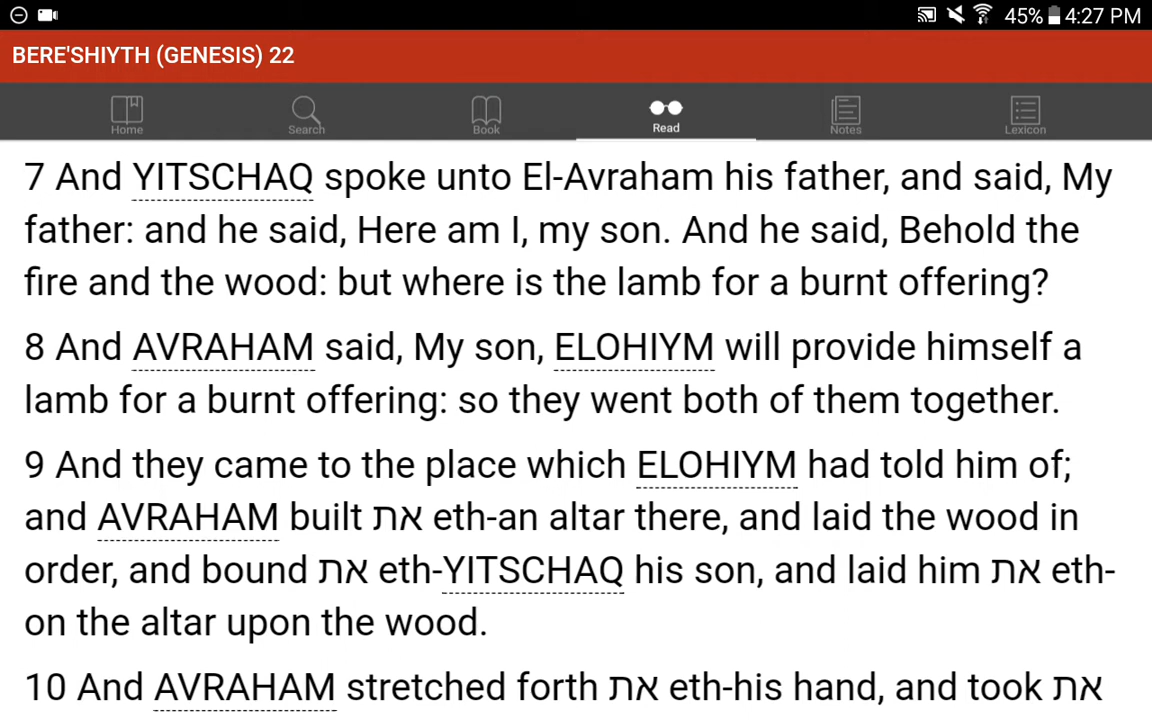 45% 4:27 PM
BERE'SHIYTH (GENESIS) 22
Home Search Book Read Notes Lexicon
7 And YITSCHAQ spoke unto El-Avraham his father, and said, My
father: and he said, Here am I, my son. And he said, Behold the
fire and the wood: but where is the lamb for a burnt offering?
8 And AVRAHAM said, My son, ELOHIYM will provide himself a
lamb for a burnt offering: so they went both of them together.
9 And they came to the place which ELOHIYM had told him of;
and AVRAHAM built את eth-an altar there, and laid the wood in
order, and bound את eth-YITSCHAQ his son, and laid him את eth-
on the altar upon the wood.
10 And AVRAHAM stretched forth את eth-his hand, and took את